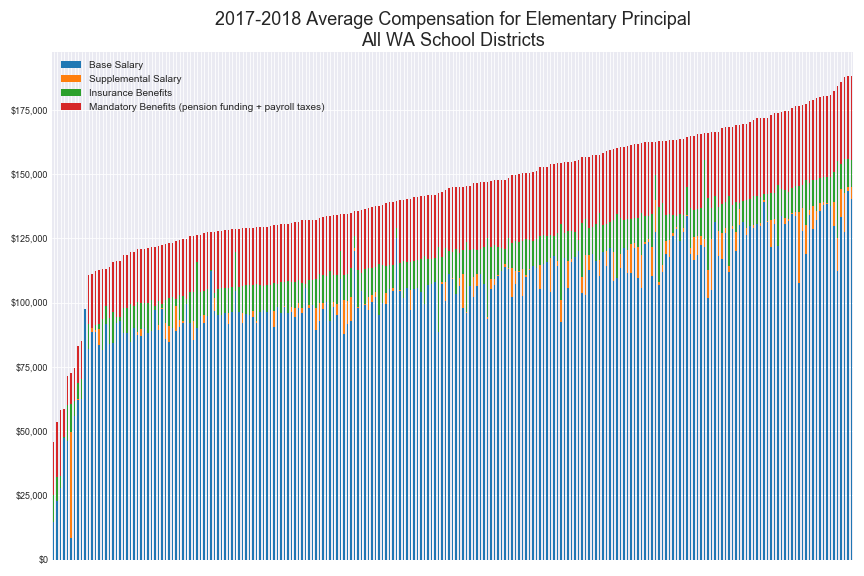 2017-2018 Average Compensation for Elementary Principal
All WA School Districts
Base Salary
Supplemental Salary
Insurance Benefits
Mandatory Benefits (pension funding + payroll taxes)
$175,000
$150,000
$125,000
$100,000
$75,000
$50,000
$25,000
$0